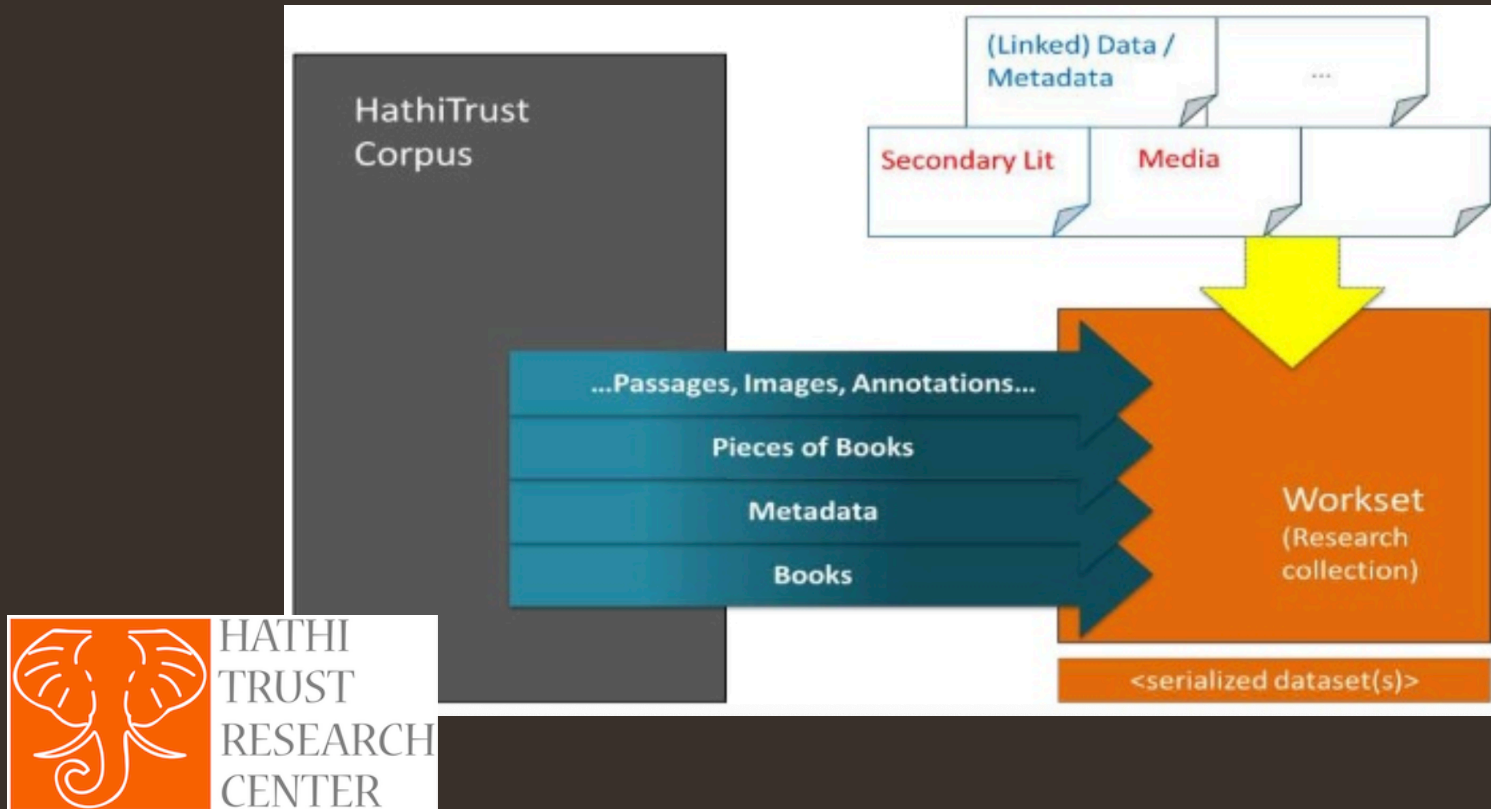 HathiTrust
Corpus
(Linked) Data /
Metadata
...
Secondary Lit
Media
...Passages, Images, Annotations...
Pieces of Books
Metadata
Books
Workset
(Research
collection)
<serialized dataset(s)>
HATHI
TRUST
RESEARCH
CENTER